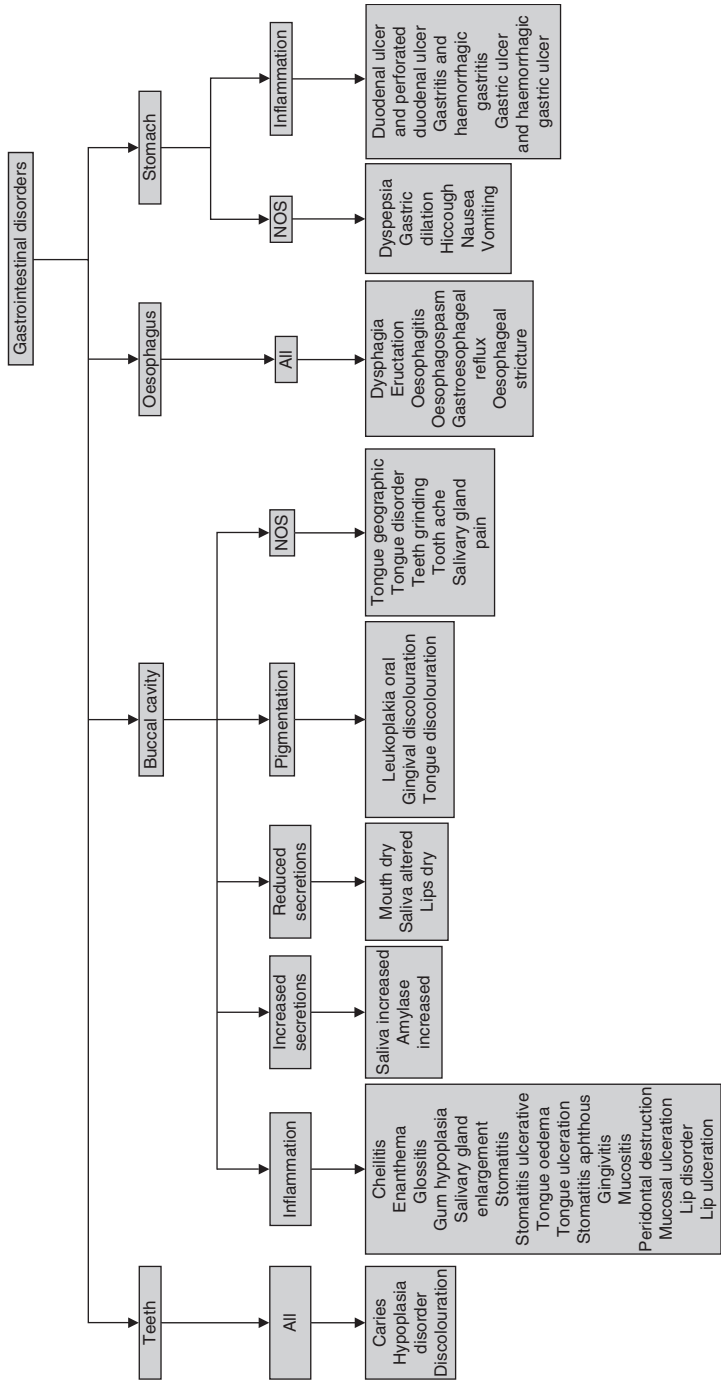 Gastrointestinal disorders
Teeth
Buccal cavity
Oesophagus
Stomach
All
Inflammation
Increased
secretions
Reduced
secretions
Pigmentation
NOS
All
NOS
Inflammation
Caries
Hypoplasia
disorder
Discolouration
Cheilitis
Enanthema
Glossitis
Gum hypoplasia
Salivary gland
enlargement
Stomatitis
Stomatitis ulcerative
Tongue oedema
Tongue ulceration
Stomatitis aphthous
Gingivitis
Mucositis
Peridontal destruction
Mucosal ulceration
Lip disorder
Lip ulceration
Saliva increased
Amylase
increased
Mouth dry
Saliva altered
Lips dry
Leukoplakia oral
Gingival discolouration
Tongue discolouration
Tongue geographic
Tongue disorder
Teeth grinding
Tooth ache
Salivary gland
pain
Dysphagia
Eructation
Oesophagitis
Oesophagospasm
Gastroesophageal
reflux
Oesophageal
stricture
Dyspepsia
Gastric
dilation
Hiccough
Nausea
Vomiting
Duodenal ulcer
and perforated
duodenal ulcer
Gastritis and
haemorrhagic
gastritis
Gastric ulcer
and haemorrhagic
gastric ulcer